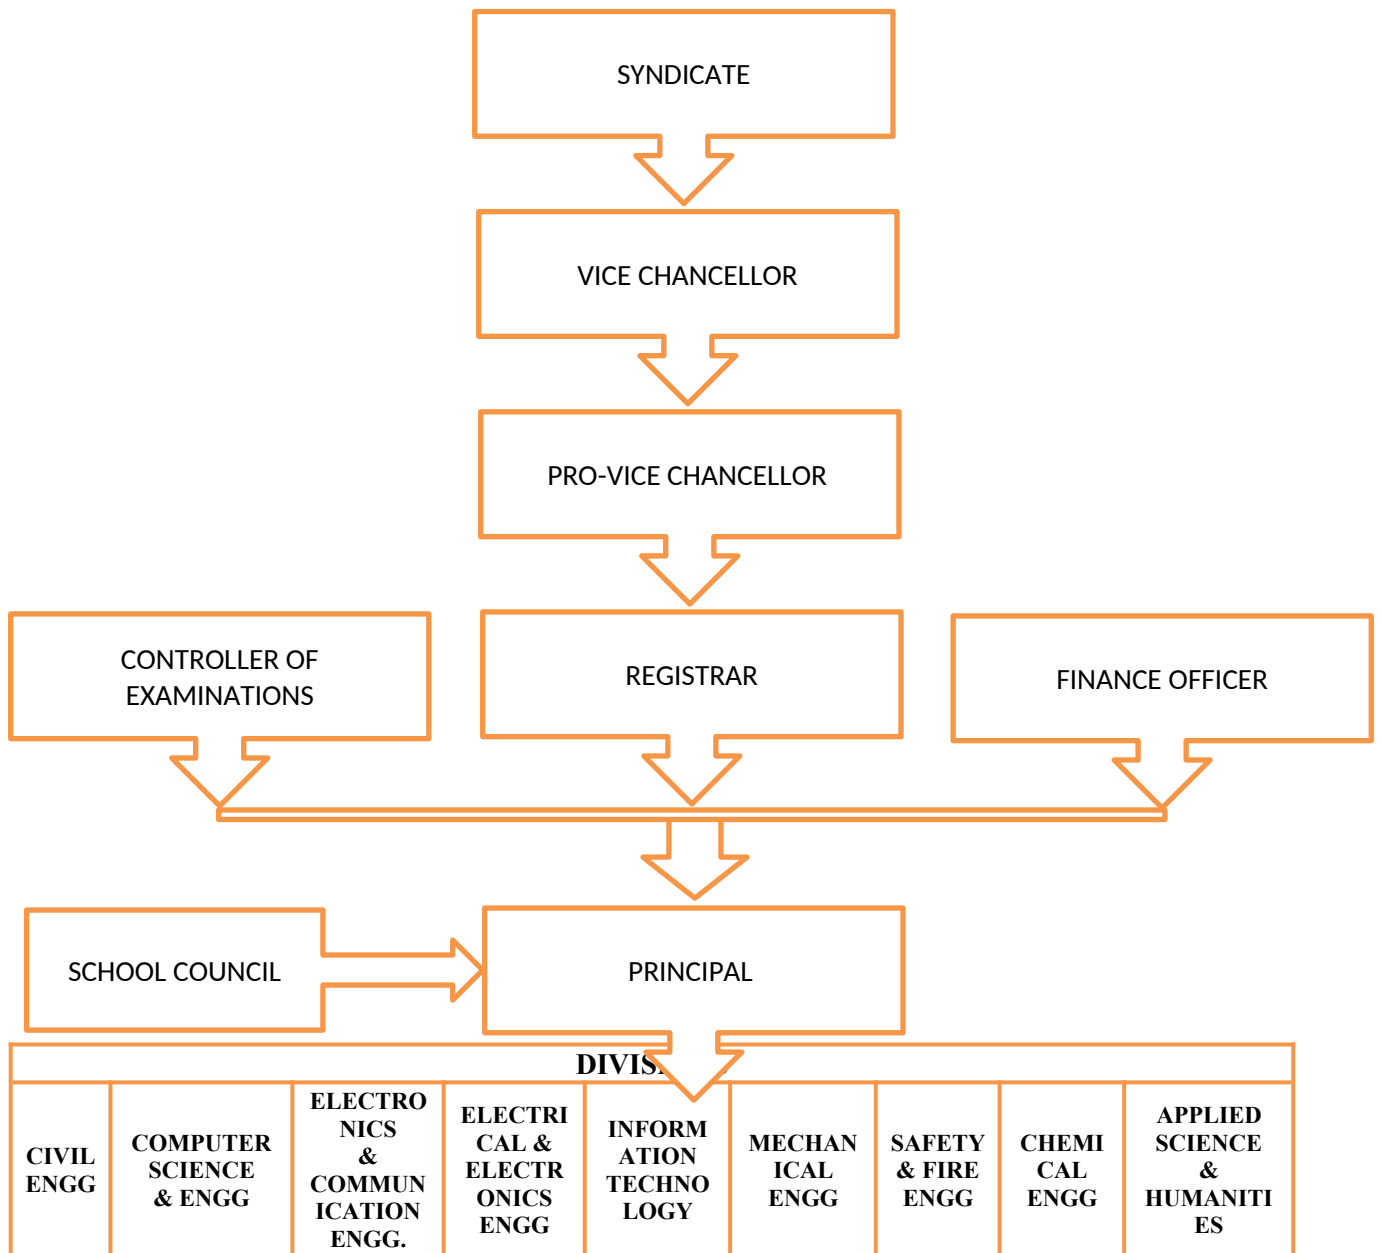 SYNDICATE
VICE CHANCELLOR
PRO-VICE CHANCELLOR
CONTROLLER OF
EXAMINATIONS
REGISTRAR
FINANCE OFFICER
SCHOOL COUNCIL
PRINCIPAL
CIVIL
ENGG
COMPUTER
SCIENCE
& ENGG
ELECTRO
NICS
&
COMMUN
ICATION
ENGG.
ELECTRI
CAL &
ELECTR
ONICS
ENGG
INFORM
ATION
TECHNO
LOGY
MECHAN
ICAL
ENGG
SAFETY
& FIRE
ENGG
CHEMI
CAL
ENGG
APPLIED
SCIENCE
&
HUMANITI
ES